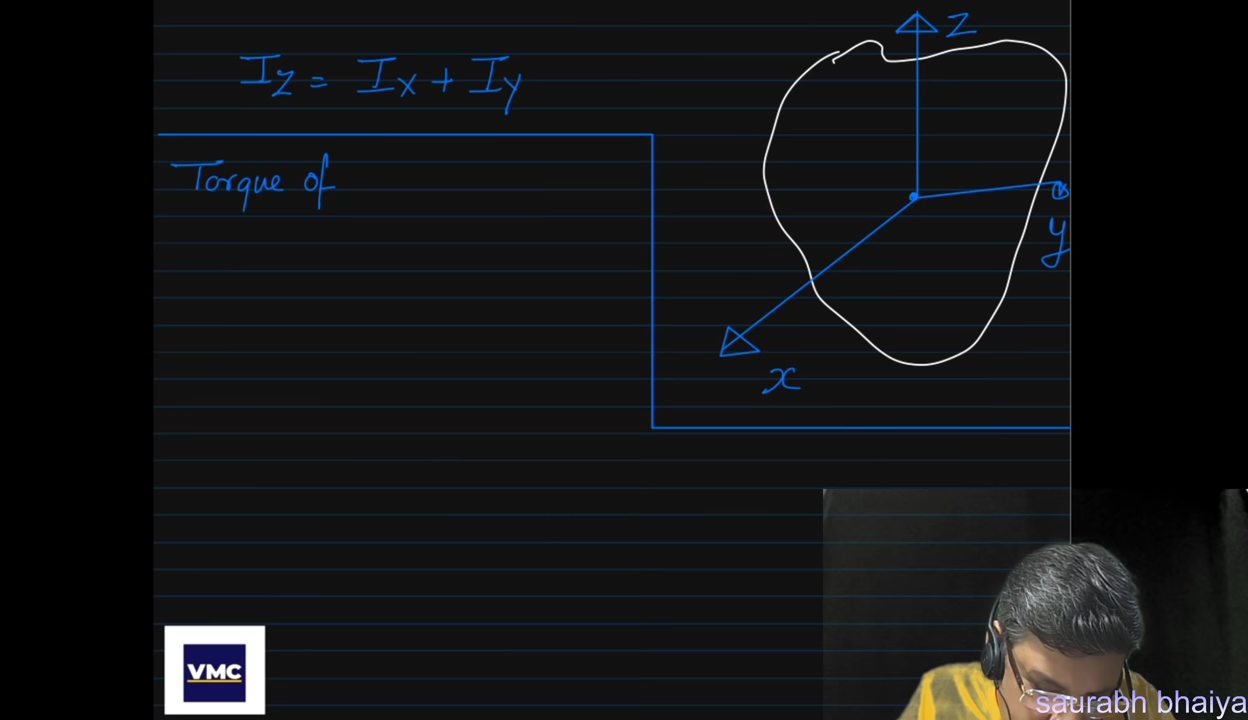 Iz = Ix + Iy
z
Torque of
y
x
VMC
saurabh bhaiya